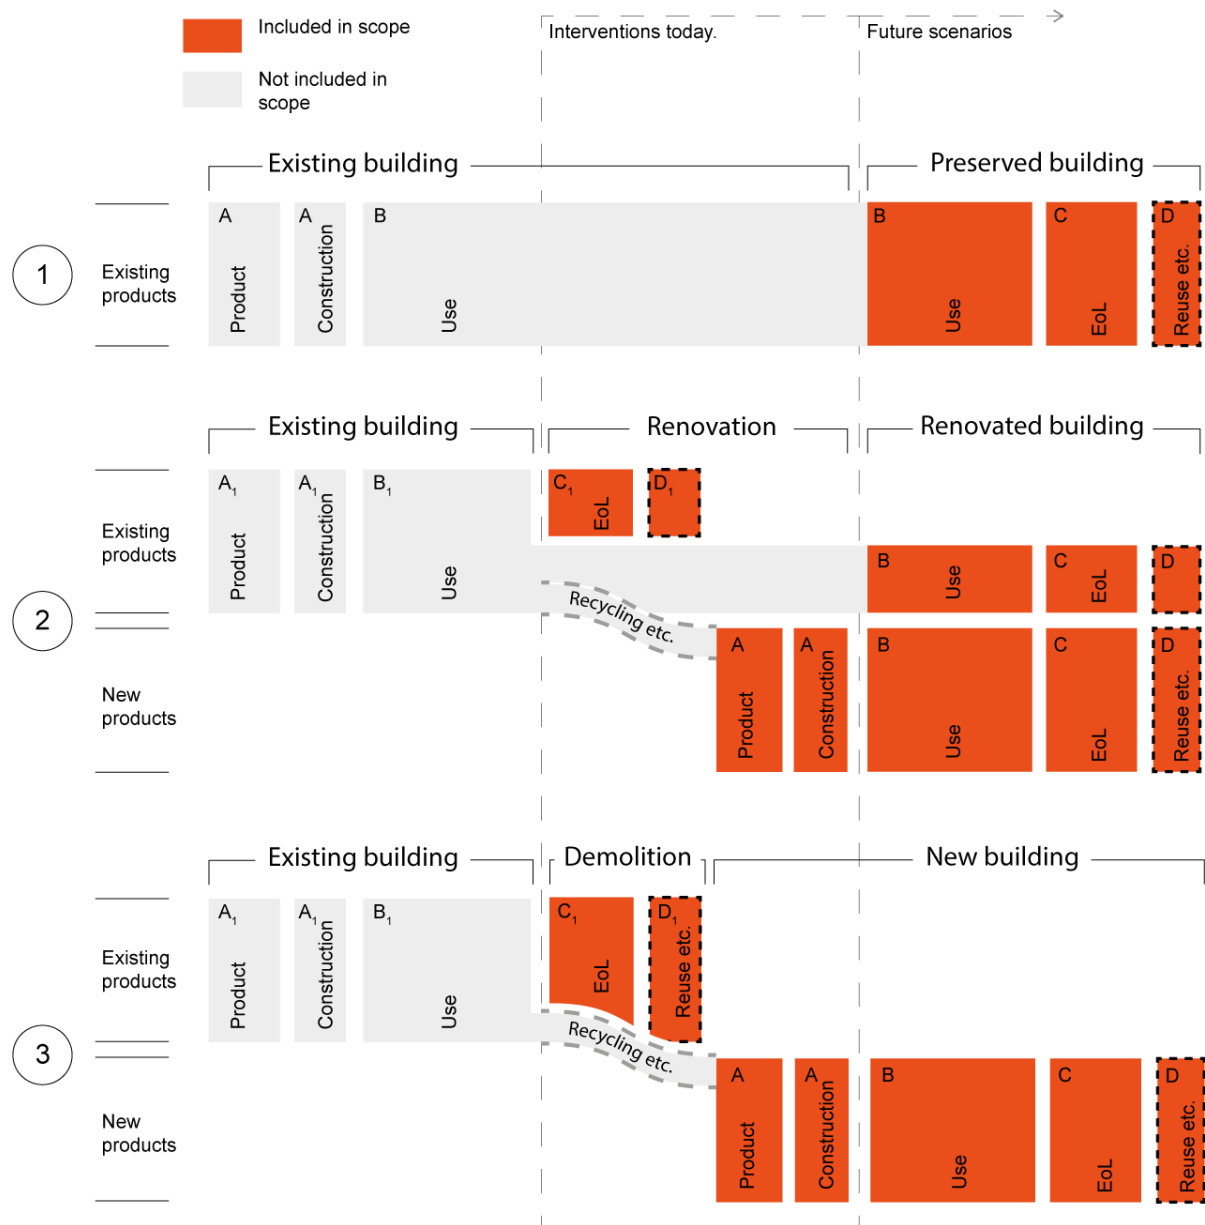 Included in scope
Not included in
scope
Interventions today.
Future scenarios
Existing building
Preserved building
1
Existing
products
A
Product
A
Construction
B
Use
B
Use
C
EoL
D
Reuse etc.
Existing building
Renovation
Renovated building
2
Existing
products
A1
Product
A1
Construction
B1
Use
C1
EoL
D1
B
Use
C
EoL
D
Recycling etc.
New
products
A
Product
A
Construction
B
Use
C
EoL
D
Reuse etc.
Existing building
Demolition
New building
3
Existing
products
A1
Product
A1
Construction
B1
Use
C1
EoL
D1
Reuse etc.
Recycling etc.
New
products
A
Product
A
Construction
B
Use
C
EoL
D
Reuse etc.